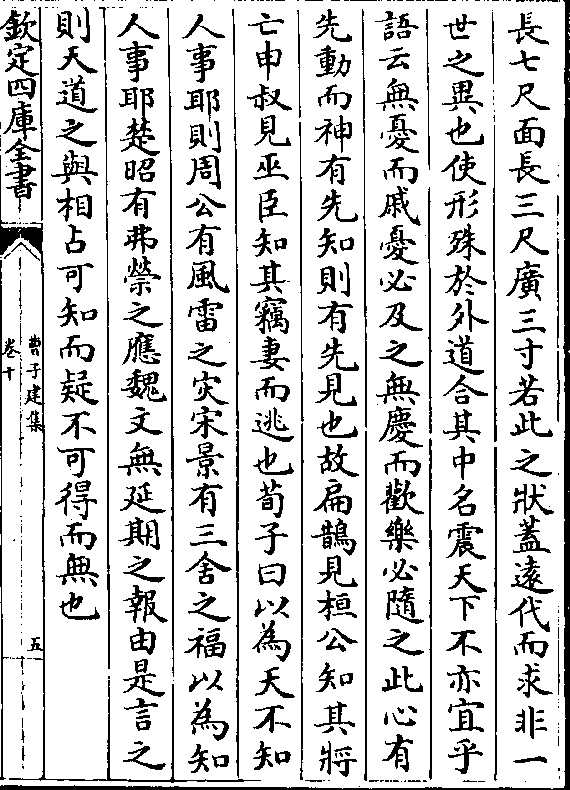 長七尺面長三尺廣三寸若此之狀蓋遠代而求非一
世之異也使形殊於外道合其中名震天下不亦宜乎
語云無憂而戚憂必及之無慶而歡樂必隨之此心有
先動而神有先知則有先見也故扁鵲見桓公知其將
亡申叔見巫臣知其竊妻而逃也荀子曰以為天不知
人事耶則周公有風雷之災宋景有三舍之福以為知
人事耶楚昭有弗禜之應魏文無延期之報由是言之
則天道之與相占可知而疑不可得而無也
欽定四庫全書
曹子建集
卷十
五